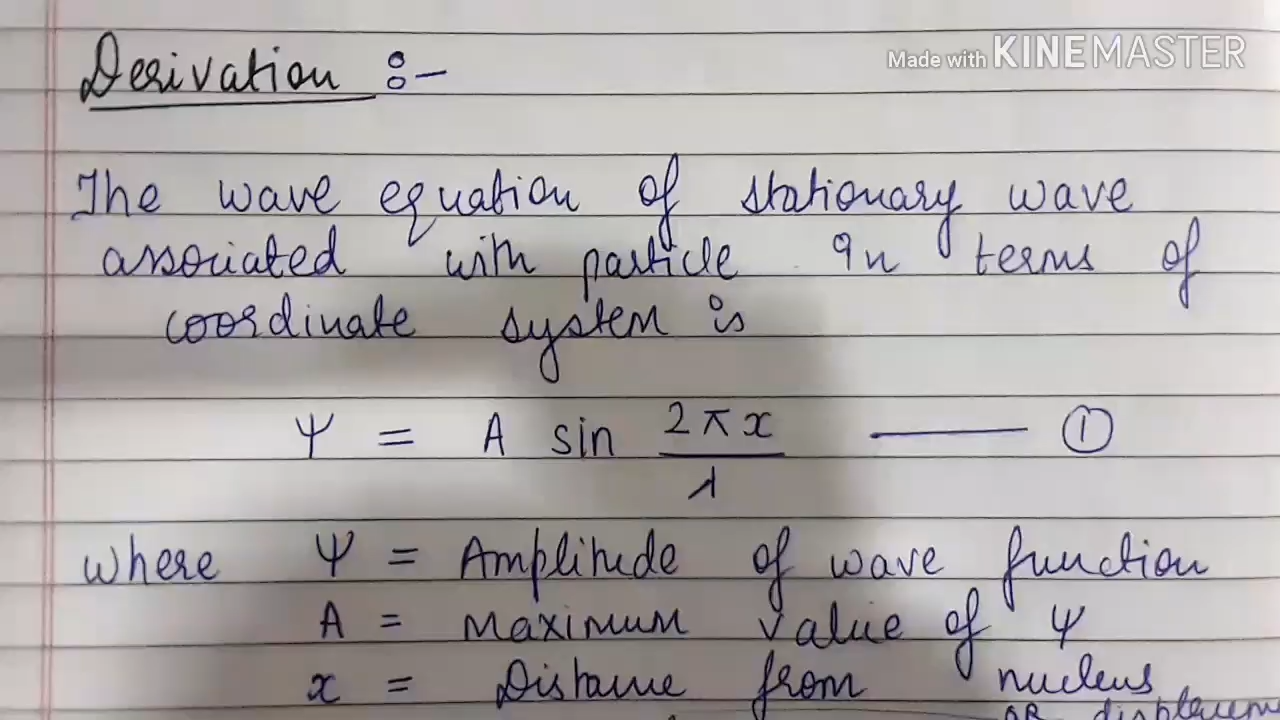 Made with KINEMASTER
Derivation :-
The wave equation of stationary wave
associated with particle in terms of
coordinate system is
Ψ = A sin 2πx/λ —— ①
where Ψ = Amplitude of wave function
A = Maximum value of Ψ
x = Distance from nucleus
OR